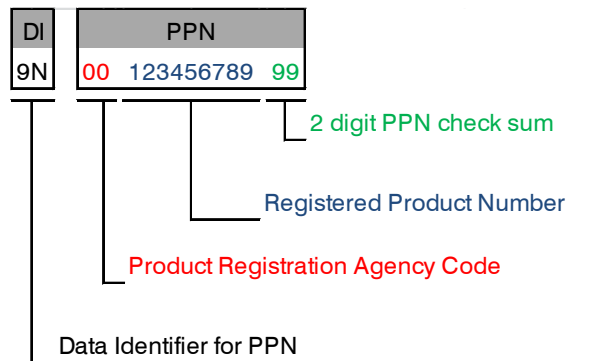 DI PPN
9N 00 123456789 99
2 digit PPN check sum
Registered Product Number
Product Registration Agency Code
Data Identifier for PPN